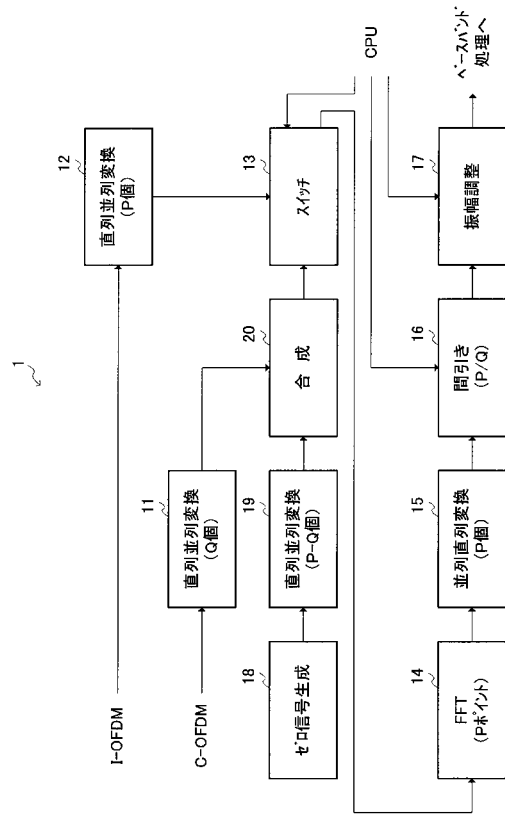 1
I-OFDM
12
直列並列変換
(P個)
C-OFDM
11
直列並列変換
(Q個)
18
ゼロ信号生成
19
直列並列変換
(P-Q個)
20
合成
13
スイッチ
CPU
14
FFT
(Pポイント)
15
並列直列変換
(P個)
16
間引き
(P/Q)
17
振幅調整
ベースバンド
処理へ